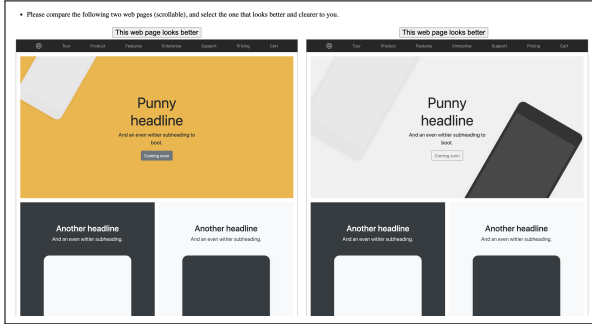 Please compare the following two web pages (scrollable), and select the one that looks better and clearer to you.
This web page looks better
Tour Product Features Enterprise Support Pricing Cart
Punny
headline
And an even wittier subheading to
boot.
Coming soon
Another headline
And an even wittier subheading.
Another headline
And an even wittier subheading.
This web page looks better
Tour Product Features Enterprise Support Pricing Cart
Punny
headline
And an even wittier subheading to
boot.
Coming soon
Another headline
And an even wittier subheading.
Another headline
And an even wittier subheading.